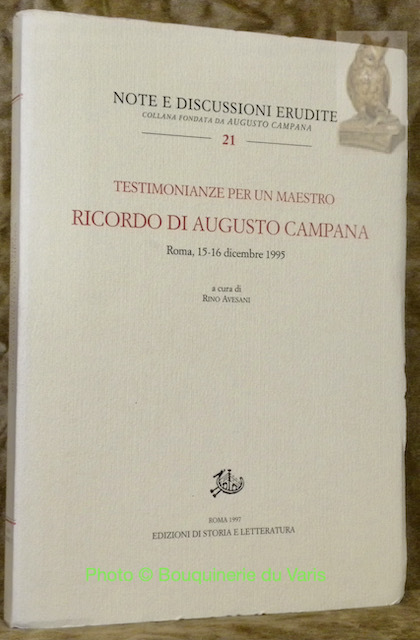 NOTE E DISCUSSIONI ERUDITE
COLLANA FONDATA DA AUGUSTO CAMPANA
21
TESTIMONIANZE PER UN MAESTRO
RICORDO DI AUGUSTO CAMPANA
Roma, 15-16 dicembre 1995
a cura di
RINO AVESANI
ROMA 1997
EDIZIONI DI STORIA E LETTERATURA
Photo © Bouquinerie du Varis